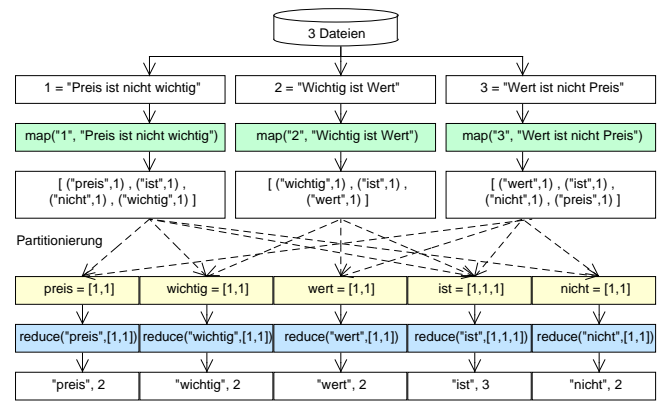 3 Dateien
1 = "Preis ist nicht wichtig"
2 = "Wichtig ist Wert"
3 = "Wert ist nicht Preis"
map("1", "Preis ist nicht wichtig")
map("2", "Wichtig ist Wert")
map("3", "Wert ist nicht Preis")
[ ("preis",1) , ("ist",1) ,
("nicht",1) , ("wichtig",1) ]
[ ("wichtig",1) , ("ist",1) ,
("wert",1) ]
[ ("wert",1) , ("ist",1) ,
("nicht",1) , ("preis",1) ]
Partitionierung
preis = [1,1]
wichtig = [1,1]
wert = [1,1]
ist = [1,1,1]
nicht = [1,1]
reduce("preis",[1,1])
reduce("wichtig",[1,1])
reduce("wert",[1,1])
reduce("ist",[1,1,1])
reduce("nicht",[1,1])
"preis", 2
"wichtig", 2
"wert", 2
"ist", 3
"nicht", 2